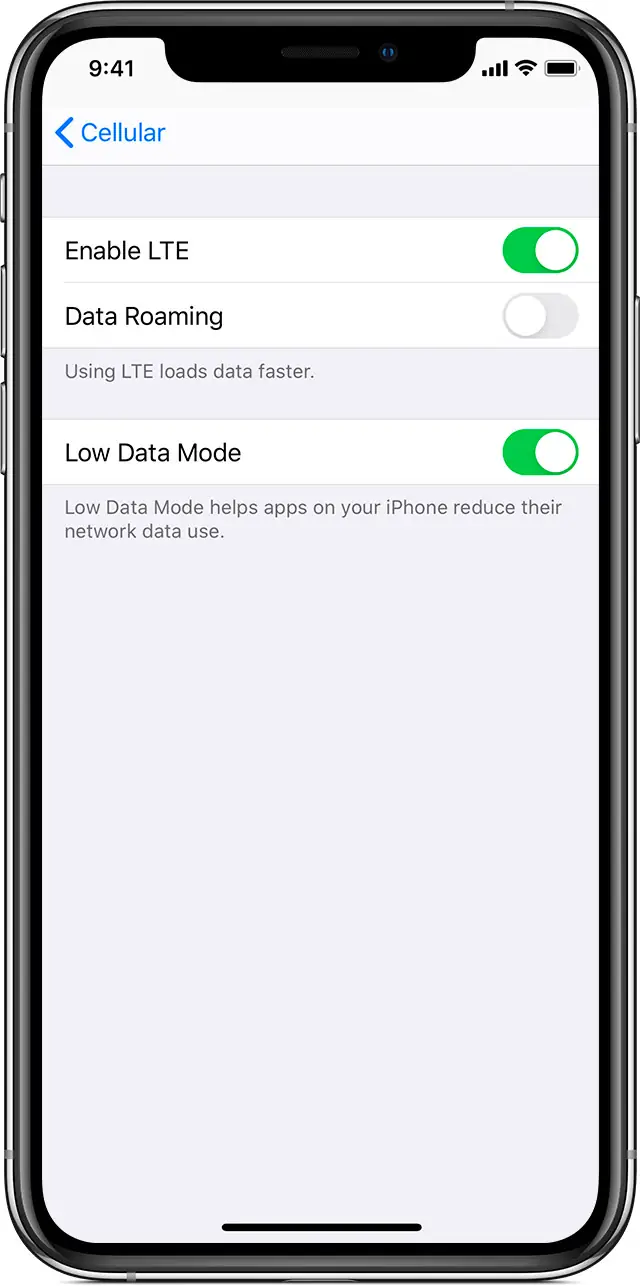 9:41
Cellular
Enable LTE
Data Roaming
Using LTE loads data faster.
Low Data Mode
Low Data Mode helps apps on your iPhone reduce their
network data use.